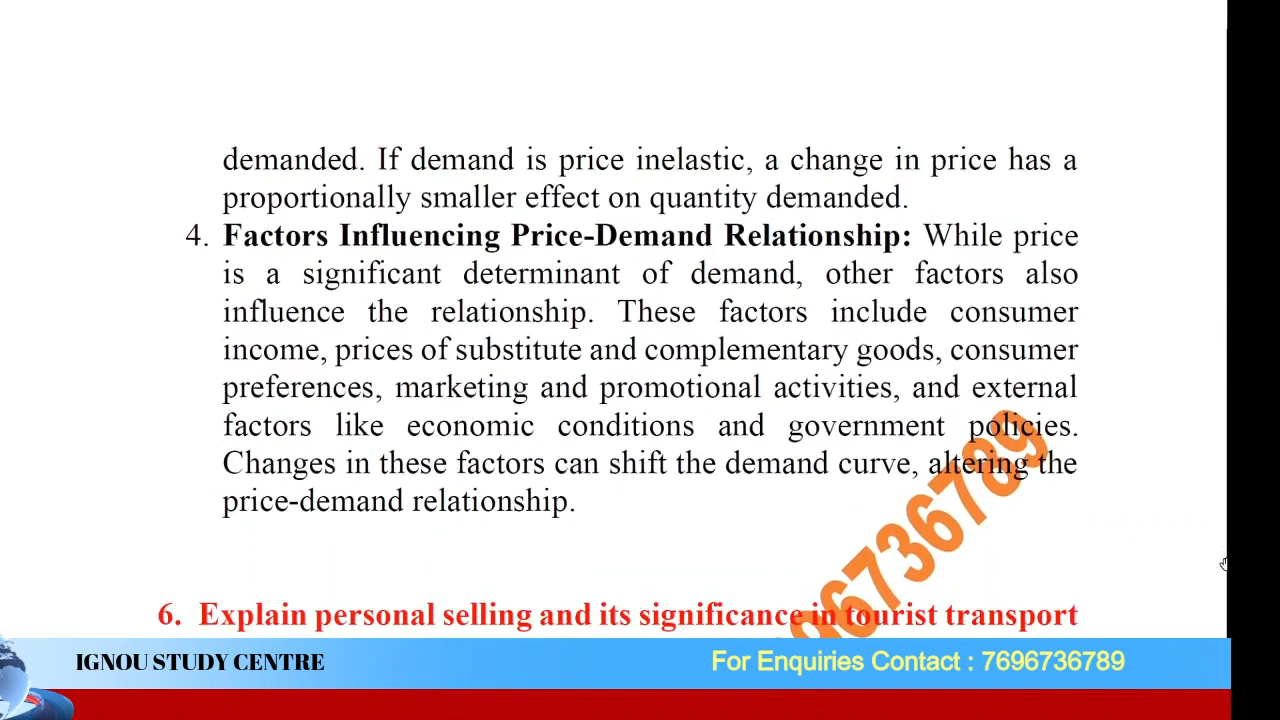 demanded. If demand is price inelastic, a change in price has a
proportionally smaller effect on quantity demanded.
4. Factors Influencing Price-Demand Relationship: While price
is a significant determinant of demand, other factors also
influence the relationship. These factors include consumer
income, prices of substitute and complementary goods, consumer
preferences, marketing and promotional activities, and external
factors like economic conditions and government policies.
Changes in these factors can shift the demand curve, altering the
price-demand relationship.
96736789
6. Explain personal selling and its significance in tourist transport
IGNOU STUDY CENTRE
For Enquiries Contact : 7696736789